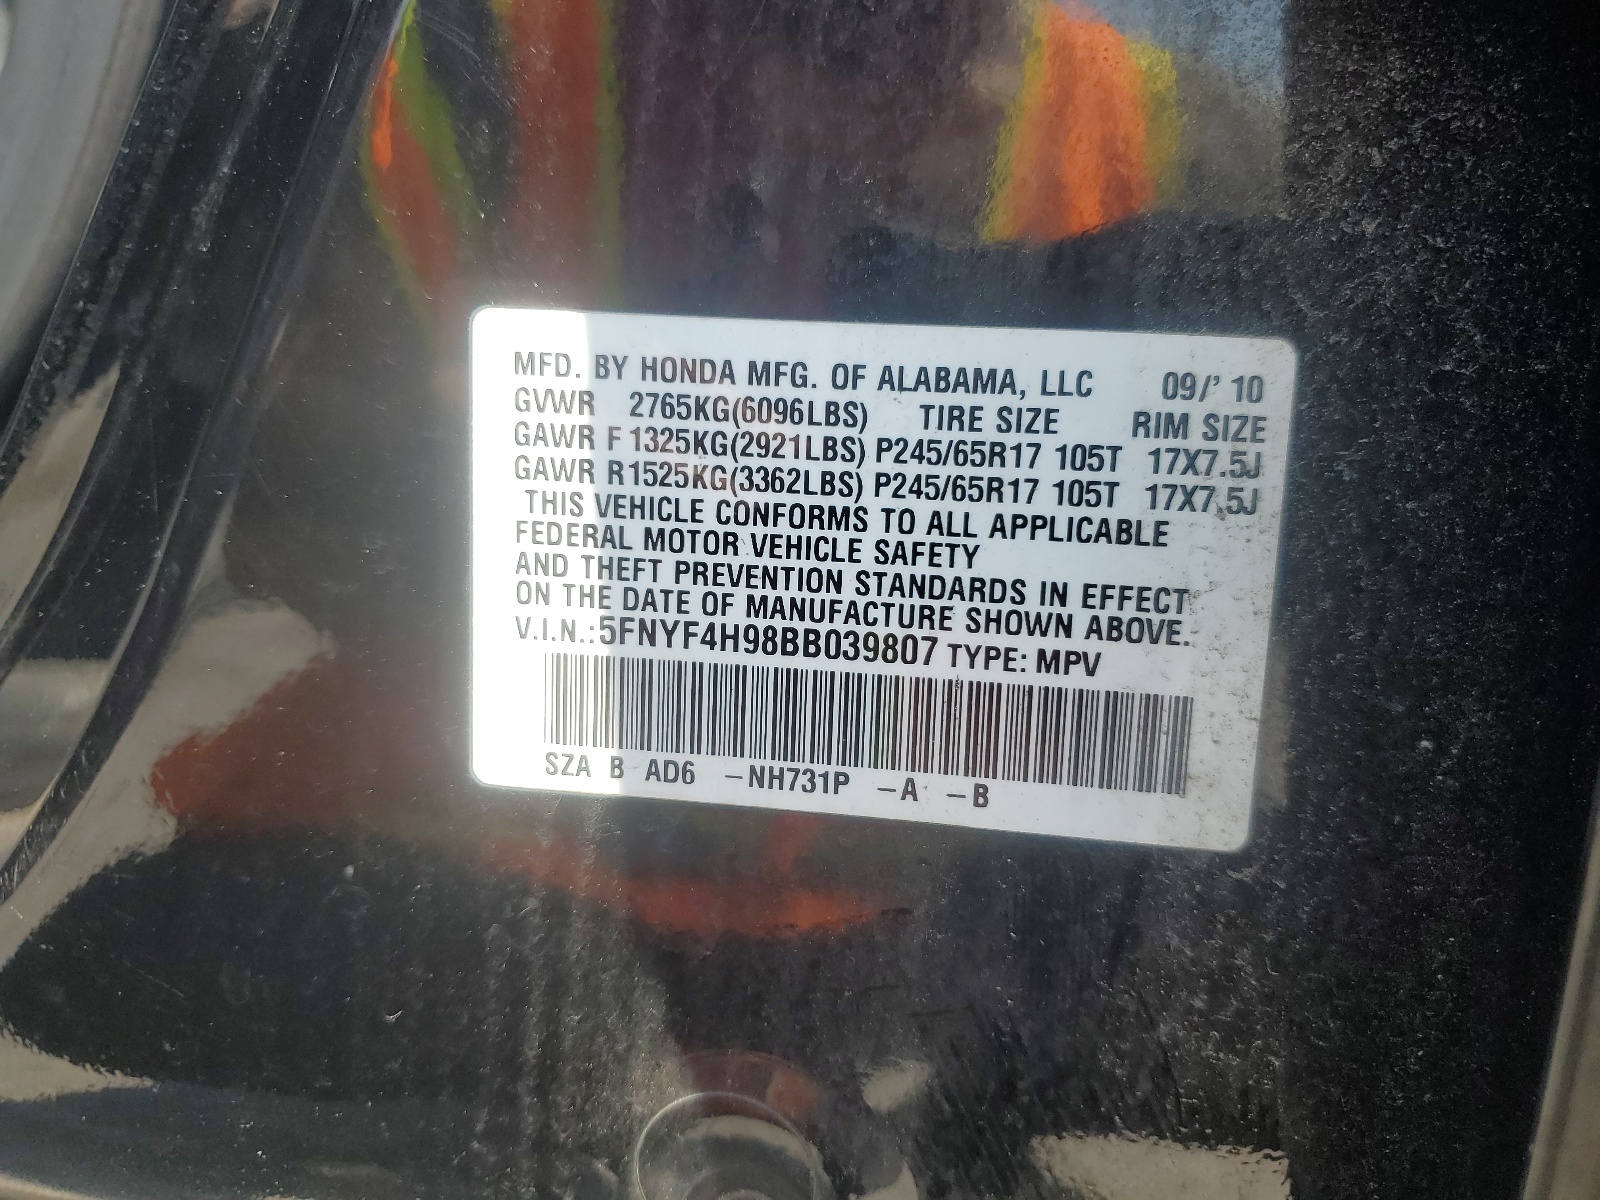 MFD. BY HONDA MFG. OF ALABAMA, LLC 09/' 10
GVWR 2765KG(6096LBS) TIRE SIZE RIM SIZE
GAWR F 1325KG(2921LBS) P245/65R17 105T 17X7.5J
GAWR R1525KG(3362LBS) P245/65R17 105T 17X7.5J
THIS VEHICLE CONFORMS TO ALL APPLICABLE
FEDERAL MOTOR VEHICLE SAFETY
AND THEFT PREVENTION STANDARDS IN EFFECT
ON THE DATE OF MANUFACTURE SHOWN ABOVE.
V.I.N.:5FNYF4H98BB039807 TYPE: MPV
SZA B AD6 -NH731P -A -B